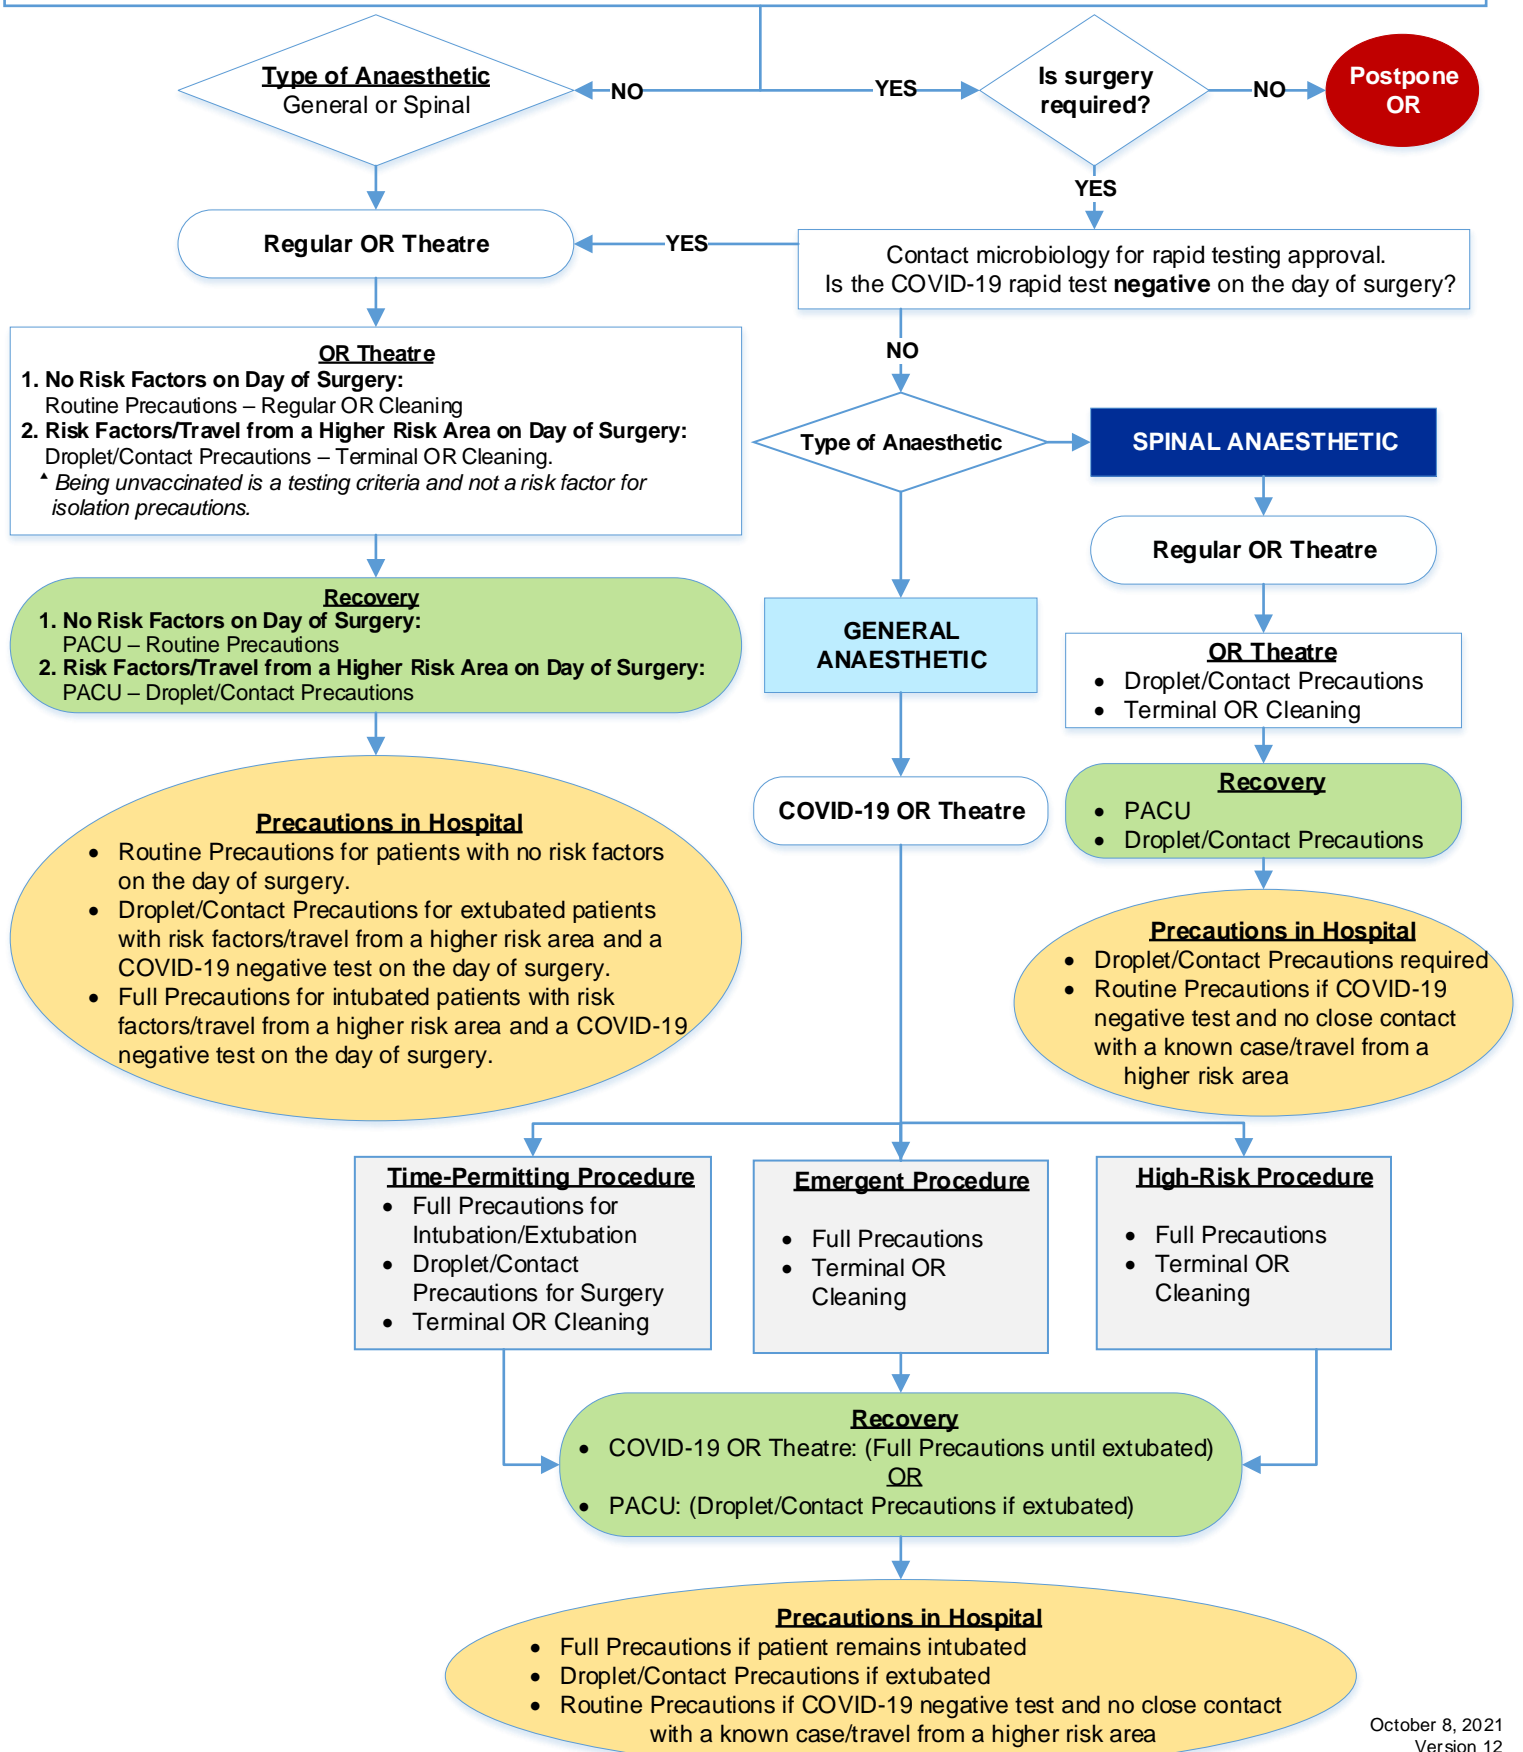 Type of Anaesthetic
General or Spinal
NO
YES
Is surgery
required?
NO
Postpone
OR
YES
Regular OR Theatre
YES
Contact microbiology for rapid testing approval.
Is the COVID-19 rapid test negative on the day of surgery?
NO
OR Theatre
1. No Risk Factors on Day of Surgery:
Routine Precautions – Regular OR Cleaning
2. Risk Factors/Travel from a Higher Risk Area on Day of Surgery:
Droplet/Contact Precautions – Terminal OR Cleaning.
▲ Being unvaccinated is a testing criteria and not a risk factor for
isolation precautions.
Type of Anaesthetic
SPINAL ANAESTHETIC
Regular OR Theatre
Recovery
1. No Risk Factors on Day of Surgery:
PACU – Routine Precautions
2. Risk Factors/Travel from a Higher Risk Area on Day of Surgery:
PACU – Droplet/Contact Precautions
GENERAL
ANAESTHETIC
OR Theatre
• Droplet/Contact Precautions
• Terminal OR Cleaning
COVID-19 OR Theatre
Recovery
• PACU
• Droplet/Contact Precautions
Precautions in Hospital
• Routine Precautions for patients with no risk factors
on the day of surgery.
• Droplet/Contact Precautions for extubated patients
with risk factors/travel from a higher risk area and a
COVID-19 negative test on the day of surgery.
• Full Precautions for intubated patients with risk
factors/travel from a higher risk area and a COVID-19
negative test on the day of surgery.
Precautions in Hospital
• Droplet/Contact Precautions required
• Routine Precautions if COVID-19
negative test and no close contact
with a known case/travel from a
higher risk area
Time-Permitting Procedure
• Full Precautions for
Intubation/Extubation
• Droplet/Contact
Precautions for Surgery
• Terminal OR Cleaning
Emergent Procedure
• Full Precautions
• Terminal OR
Cleaning
High-Risk Procedure
• Full Precautions
• Terminal OR
Cleaning
Recovery
• COVID-19 OR Theatre: (Full Precautions until extubated)
OR
• PACU: (Droplet/Contact Precautions if extubated)
Precautions in Hospital
• Full Precautions if patient remains intubated
• Droplet/Contact Precautions if extubated
• Routine Precautions if COVID-19 negative test and no close contact
with a known case/travel from a higher risk area
October 8, 2021
Version 12